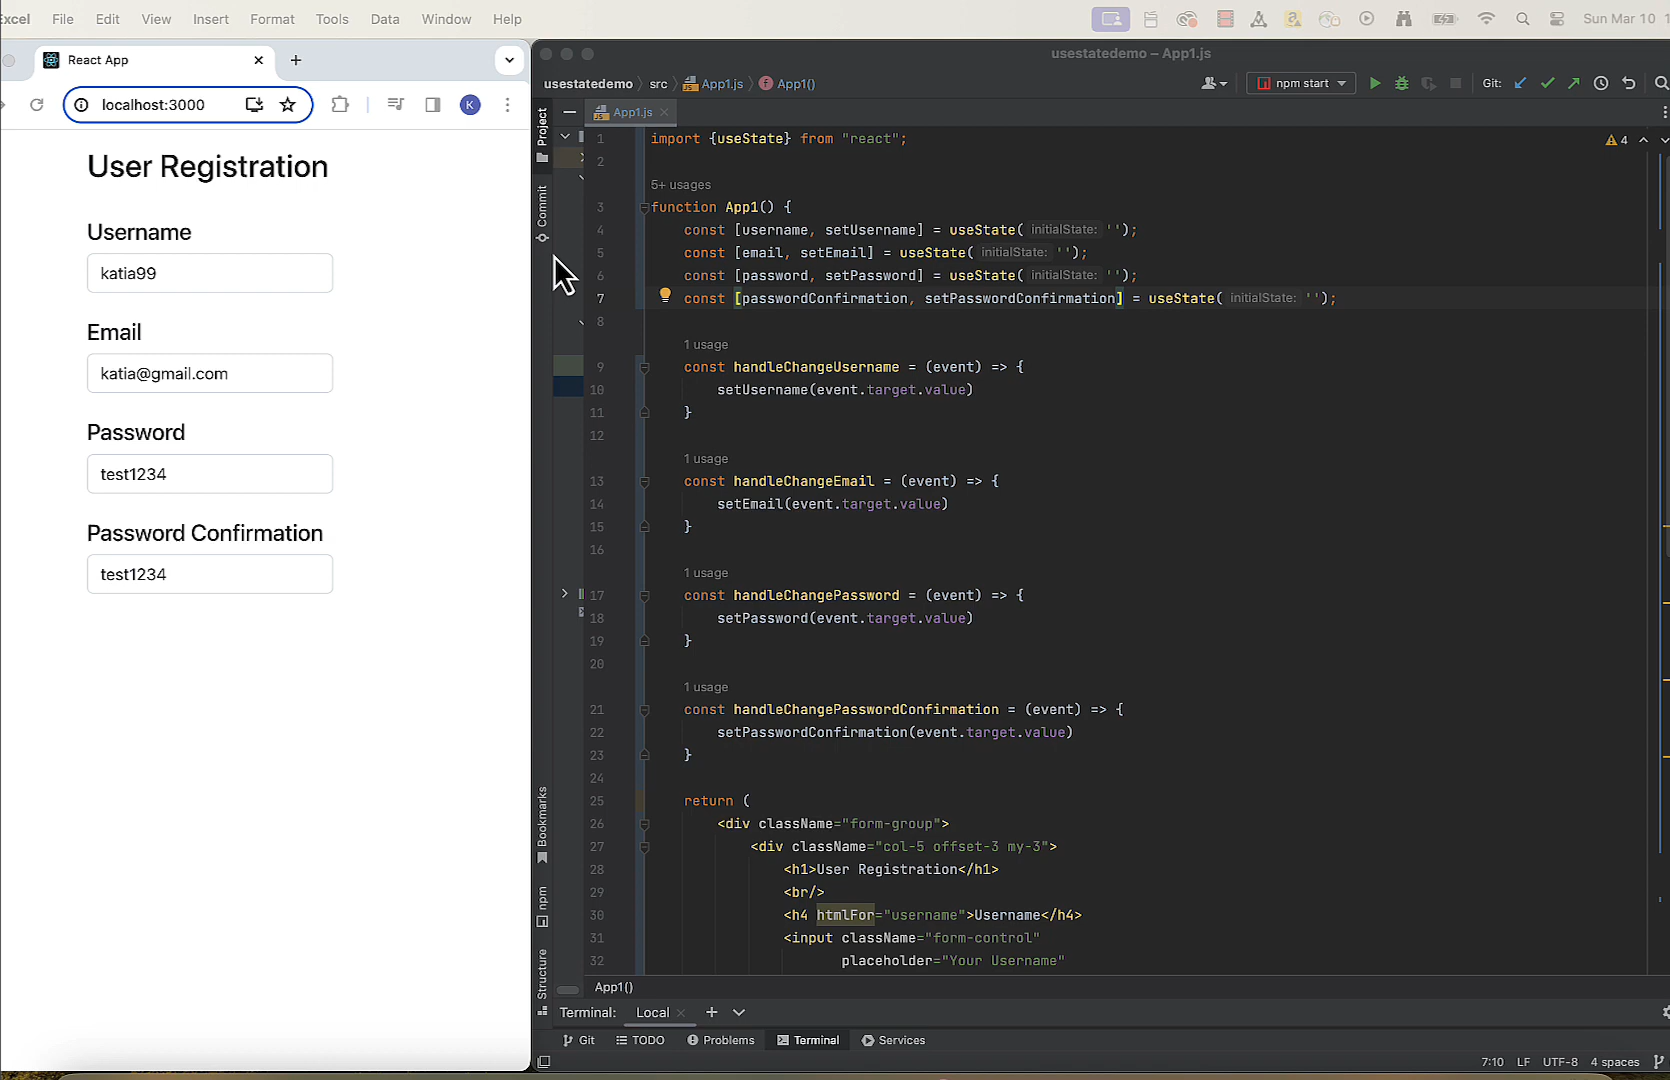 Excel File Edit View Insert Format Tools Data Window Help
Sun Mar 10 1
React App
localhost:3000
K
User Registration
Username
katia99
Email
katia@gmail.com
Password
test1234
Password Confirmation
test1234
usestatedemo – App1.js
usestatedemo src App1.js App1()
npm start
Git:
App1.js
Project
Commit
Bookmarks
npm
Structure
4
1 import {useState} from "react";
2
5+ usages
3 function App1() {
4 const [username, setUsername] = useState( initialState: '');
5 const [email, setEmail] = useState( initialState: '');
6 const [password, setPassword] = useState( initialState: '');
7 const [passwordConfirmation, setPasswordConfirmation] = useState( initialState: '');
8
1 usage
9 const handleChangeUsername = (event) => {
10 setUsername(event.target.value)
11 }
12
1 usage
13 const handleChangeEmail = (event) => {
14 setEmail(event.target.value)
15 }
16
1 usage
17 const handleChangePassword = (event) => {
18 setPassword(event.target.value)
19 }
20
1 usage
21 const handleChangePasswordConfirmation = (event) => {
22 setPasswordConfirmation(event.target.value)
23 }
24
25 return (
26 <div className="form-group">
27 <div className="col-5 offset-3 my-3">
28 <h1>User Registration</h1>
29 <br/>
30 <h4 htmlFor="username">Username</h4>
31 <input className="form-control"
32 placeholder="Your Username"
App1()
Terminal: Local
Git TODO Problems Terminal Services
7:10 LF UTF-8 4 spaces